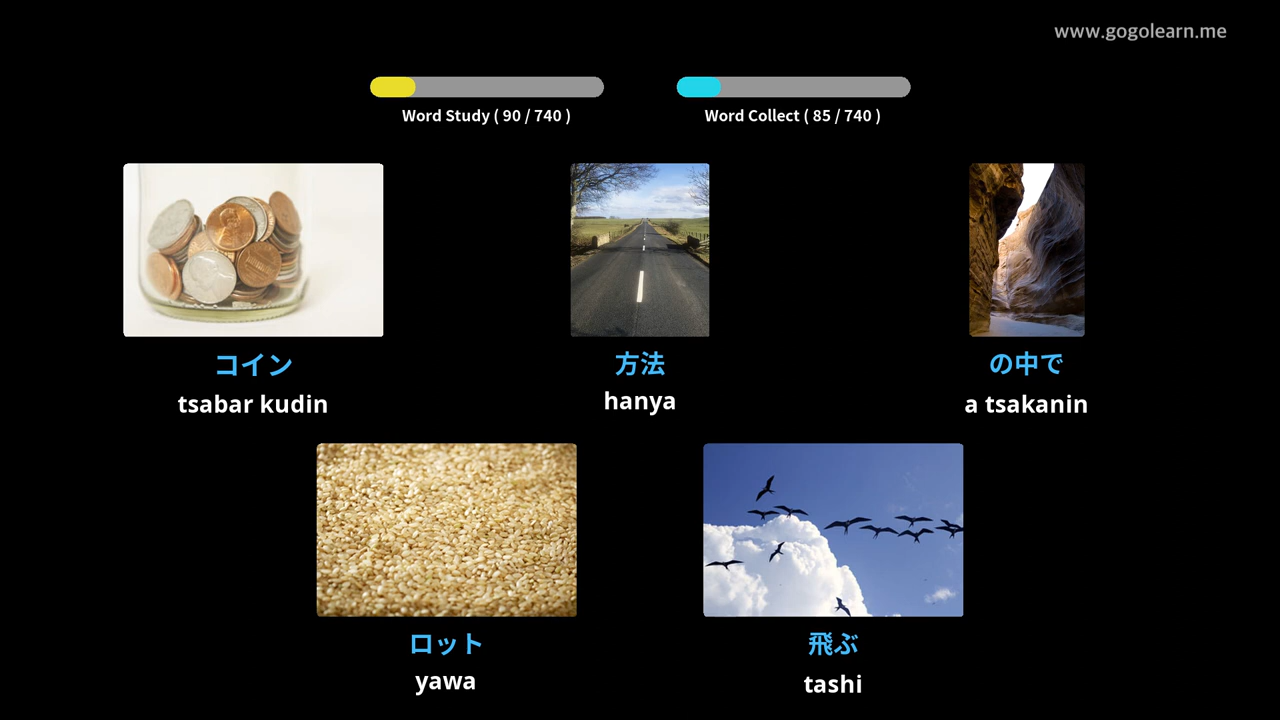 www.gogolearn.me
Word Study ( 90 / 740 )
Word Collect ( 85 / 740 )
コイン
tsabar kudin
方法
hanya
の中で
a tsakanin
ロット
yawa
飛ぶ
tashi